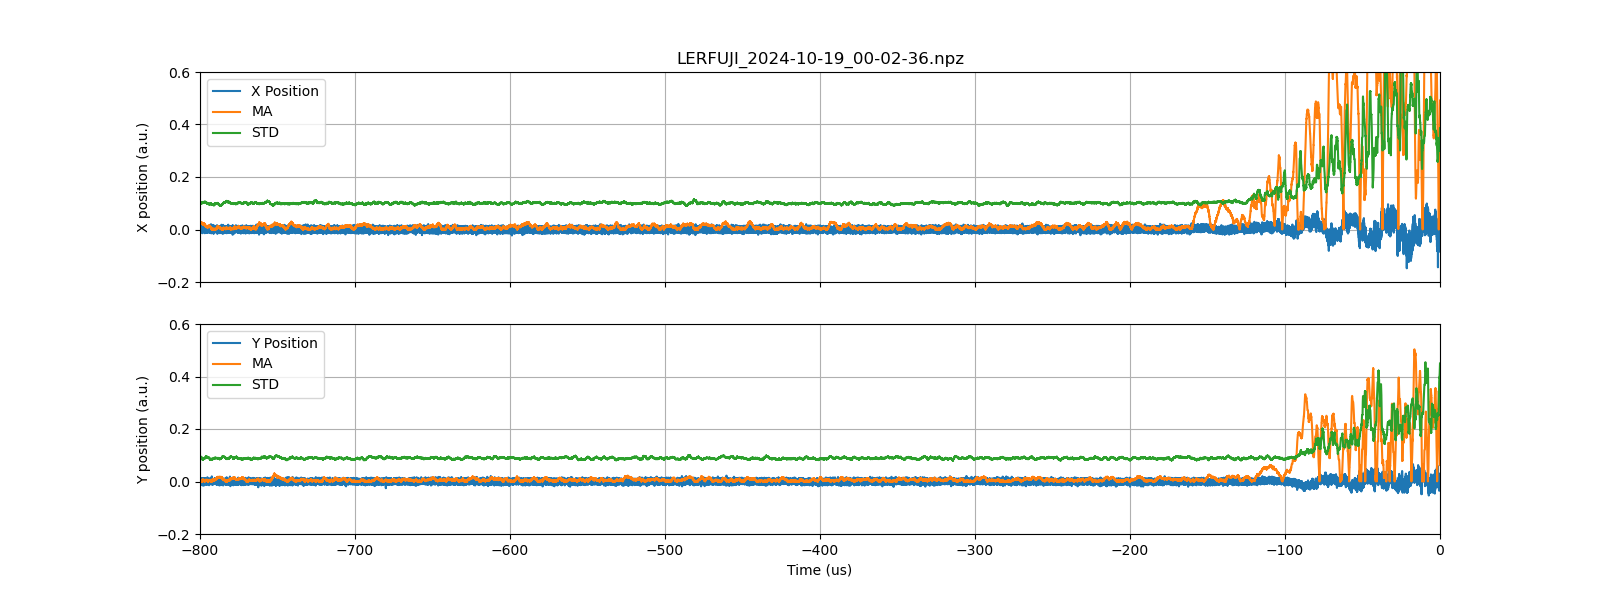 LERFUJI_2024-10-19_00-02-36.npz
X position (a.u.)
0.6
0.4
0.2
0.0
−0.2
X Position
MA
STD
Y position (a.u.)
0.6
0.4
0.2
0.0
−0.2
Y Position
MA
STD
−800 −700 −600 −500 −400 −300 −200 −100 0
Time (us)